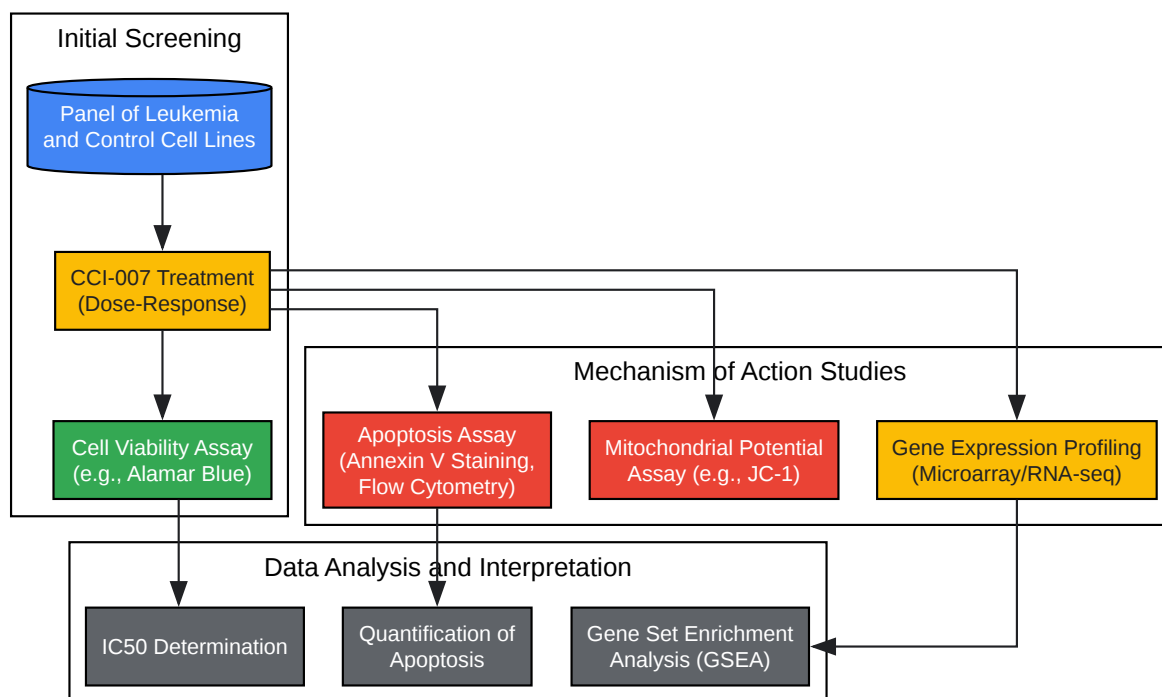 Initial Screening
Panel of Leukemia
and Control Cell Lines
CCI-007 Treatment
(Dose-Response)
Cell Viability Assay
(e.g., Alamar Blue)
Mechanism of Action Studies
Apoptosis Assay
(Annexin V Staining,
Flow Cytometry)
Mitochondrial Potential
Assay (e.g., JC-1)
Gene Expression Profiling
(Microarray/RNA-seq)
Data Analysis and Interpretation
IC50 Determination
Quantification of
Apoptosis
Gene Set Enrichment
Analysis (GSEA)